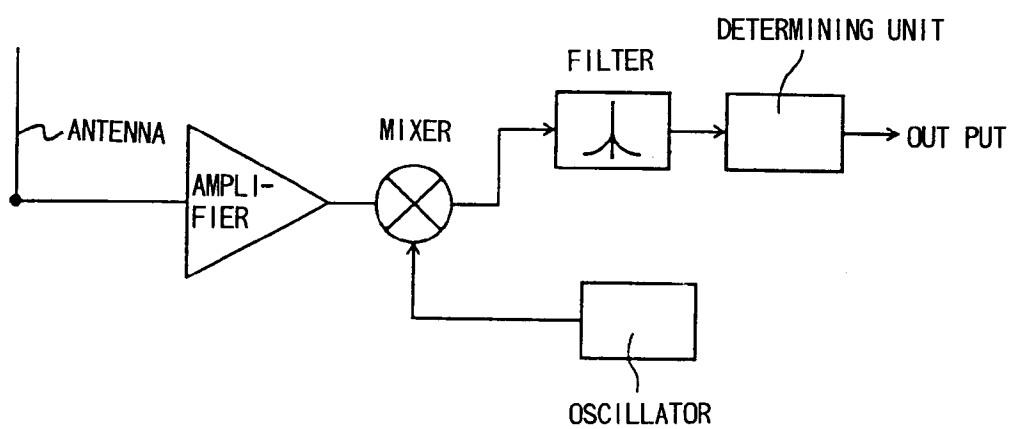 DETERMINING UNIT
FILTER
ANTENNA
MIXER
OUT PUT
AMPLI-
FIER
OSCILLATOR